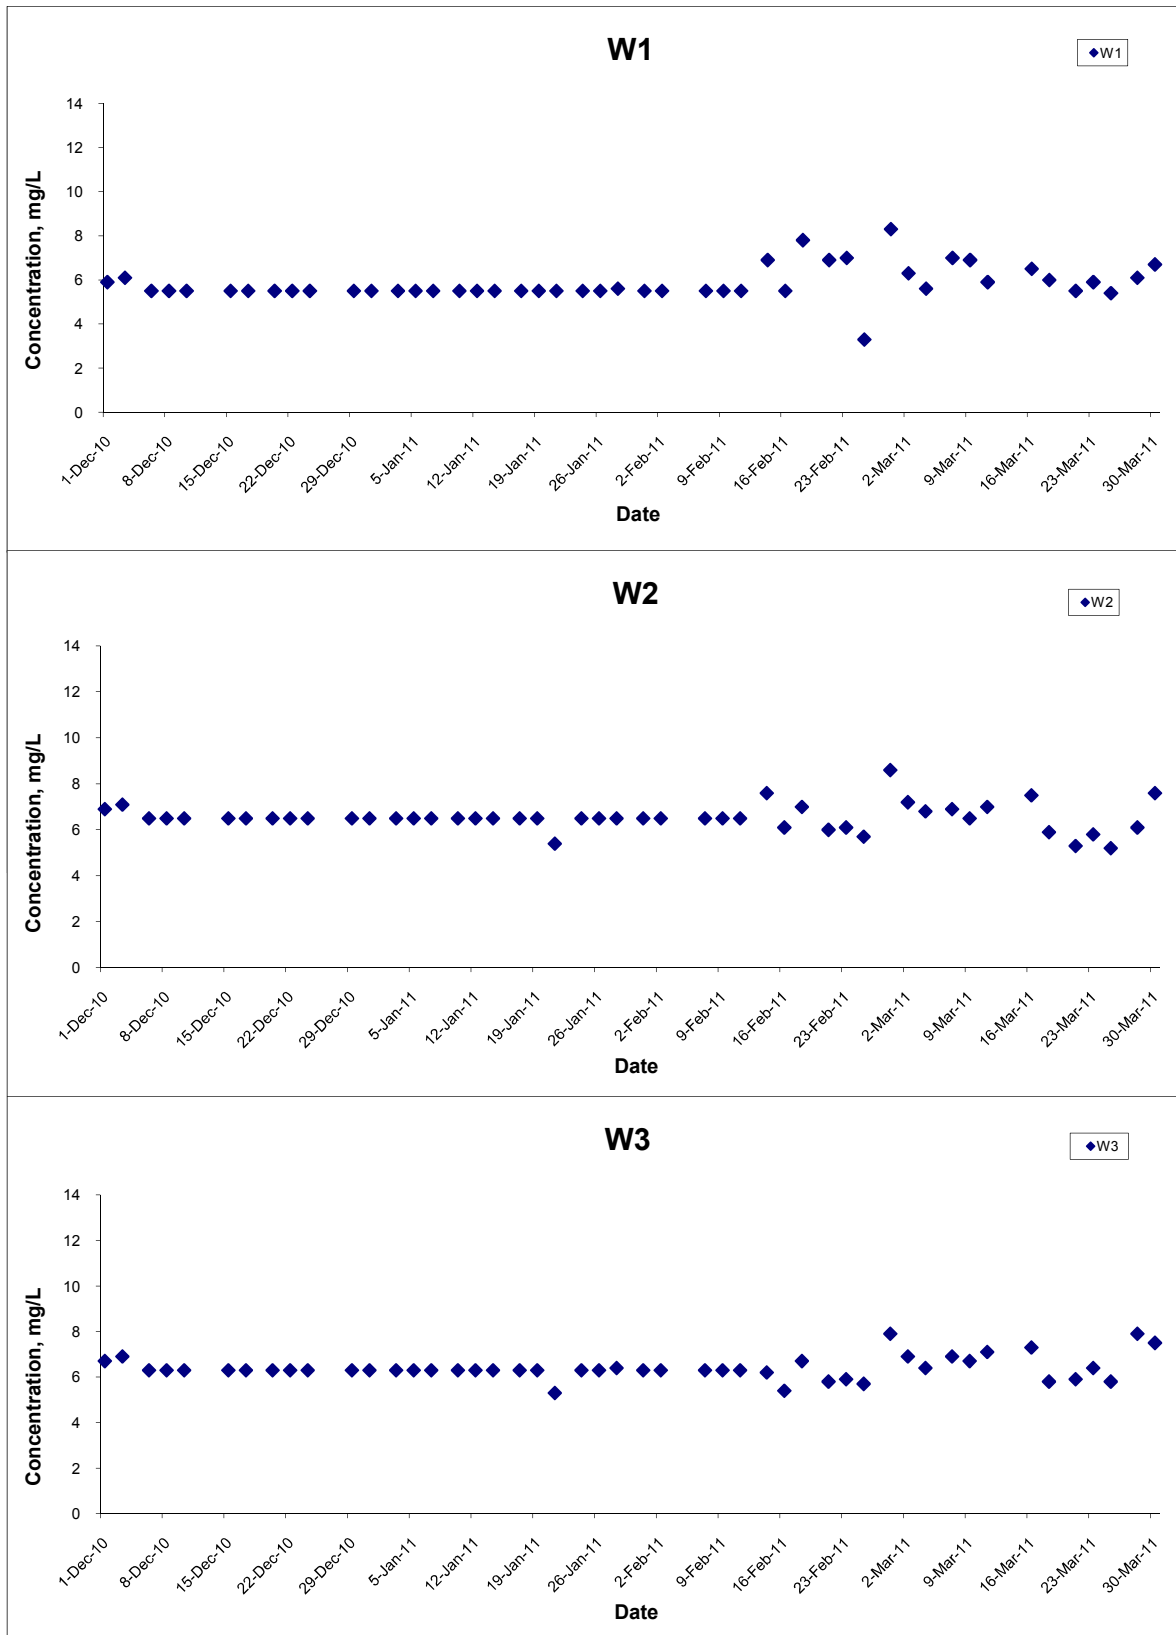 W1
W1
14
12
10
8
6
4
2
0
Concentration, mg/L
1-Dec-10
8-Dec-10
15-Dec-10
22-Dec-10
29-Dec-10
5-Jan-11
12-Jan-11
19-Jan-11
26-Jan-11
2-Feb-11
9-Feb-11
16-Feb-11
23-Feb-11
2-Mar-11
9-Mar-11
16-Mar-11
23-Mar-11
30-Mar-11
Date
W2
W2
14
12
10
8
6
4
2
0
Concentration, mg/L
1-Dec-10
8-Dec-10
15-Dec-10
22-Dec-10
29-Dec-10
5-Jan-11
12-Jan-11
19-Jan-11
26-Jan-11
2-Feb-11
9-Feb-11
16-Feb-11
23-Feb-11
2-Mar-11
9-Mar-11
16-Mar-11
23-Mar-11
30-Mar-11
Date
W3
W3
14
12
10
8
6
4
2
0
Concentration, mg/L
1-Dec-10
8-Dec-10
15-Dec-10
22-Dec-10
29-Dec-10
5-Jan-11
12-Jan-11
19-Jan-11
26-Jan-11
2-Feb-11
9-Feb-11
16-Feb-11
23-Feb-11
2-Mar-11
9-Mar-11
16-Mar-11
23-Mar-11
30-Mar-11
Date